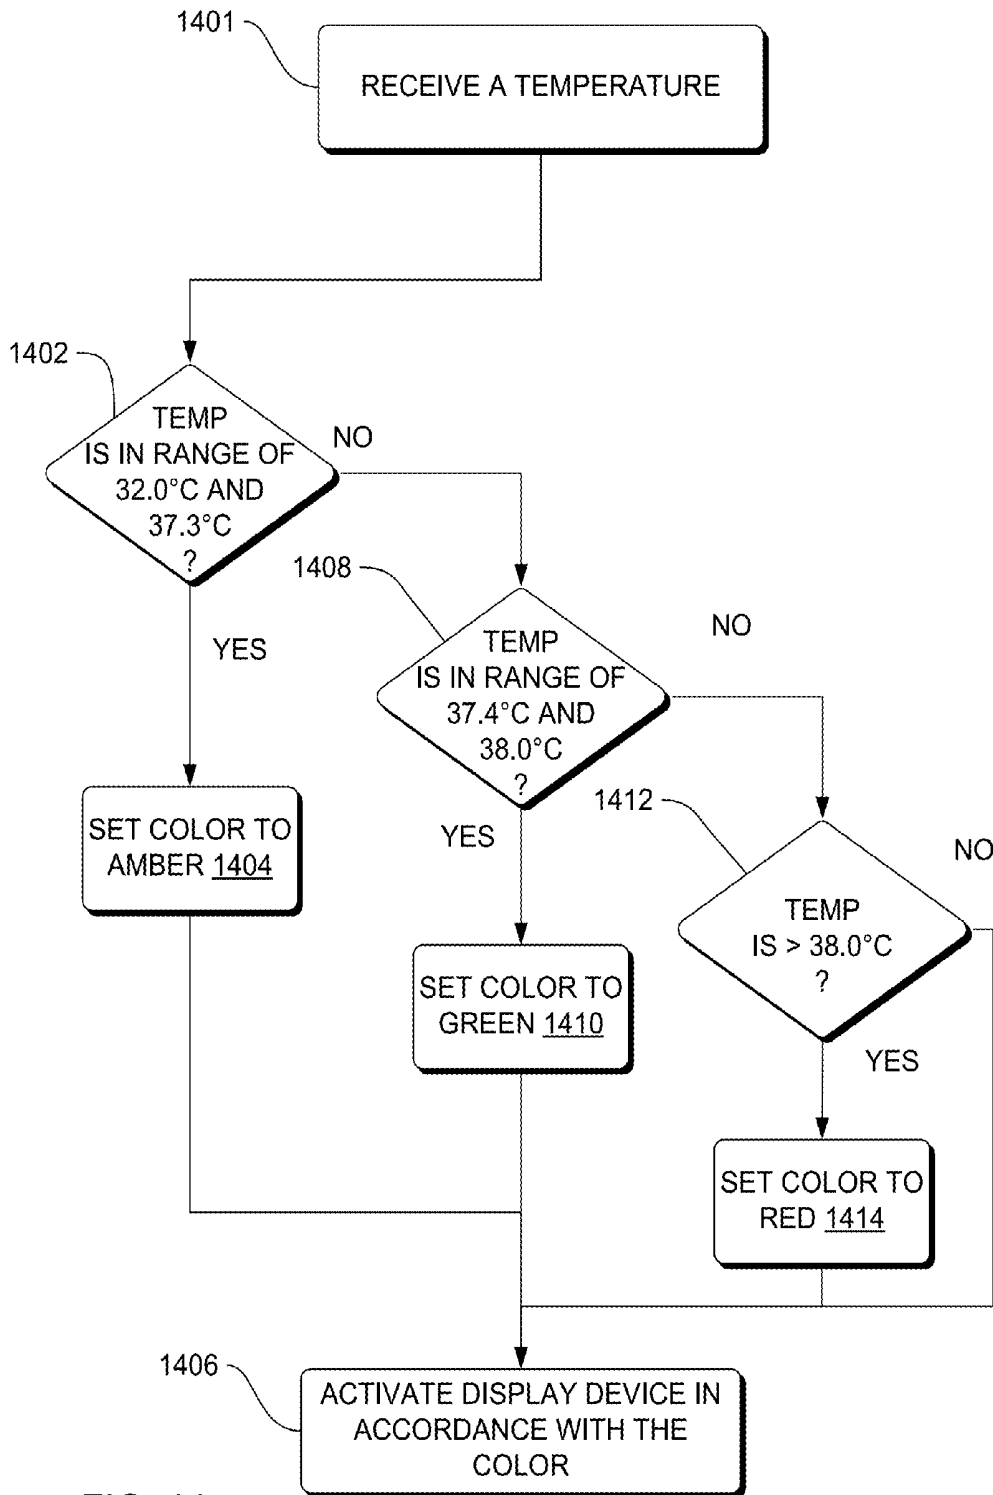 1401
RECEIVE A TEMPERATURE
1402
TEMP
IS IN RANGE OF
32.0°C AND
37.3°C
?
NO
YES
1408
TEMP
IS IN RANGE OF
37.4°C AND
38.0°C
?
NO
YES
1412
TEMP
IS > 38.0°C
?
NO
YES
SET COLOR TO
AMBER 1404
SET COLOR TO
GREEN 1410
SET COLOR TO
RED 1414
1406
ACTIVATE DISPLAY DEVICE IN
ACCORDANCE WITH THE
COLOR